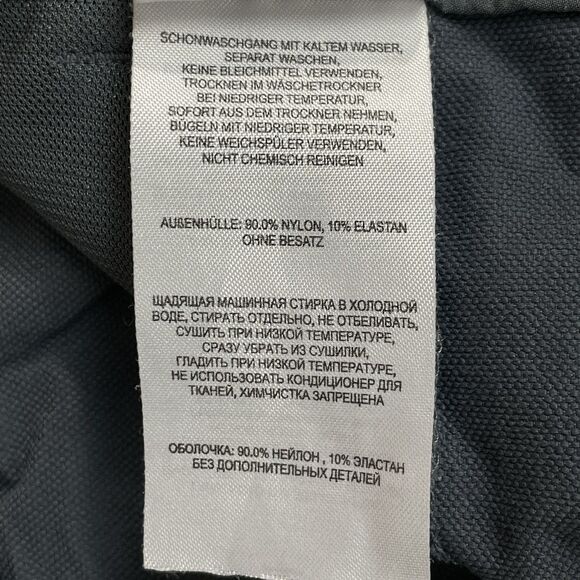 SCHONWASCHGANG MIT KALTEM WASSER,
SEPARAT WASCHEN,
KEINE BLEICHMITTEL VERWENDEN,
TROCKNEN IM WÄSCHETROCKNER
BEI NIEDRIGER TEMPERATUR,
SOFORT AUS DEM TROCKNER NEHMEN,
BÜGELN MIT NIEDRIGER TEMPERATUR,
KEINE WEICHSPÜLER VERWENDEN,
NICHT CHEMISCH REINIGEN
AUßENHÜLLE: 90.0% NYLON, 10% ELASTAN
OHNE BESATZ
ЩАДЯЩАЯ МАШИННАЯ СТИРКА В ХОЛОДНОЙ
ВОДЕ, СТИРАТЬ ОТДЕЛЬНО, НЕ ОТБЕЛИВАТЬ,
СУШИТЬ ПРИ НИЗКОЙ ТЕМПЕРАТУРЕ,
СРАЗУ УБРАТЬ ИЗ СУШИЛКИ,
ГЛАДИТЬ ПРИ НИЗКОЙ ТЕМПЕРАТУРЕ,
НЕ ИСПОЛЬЗОВАТЬ КОНДИЦИОНЕР ДЛЯ
ТКАНЕЙ, ХИМЧИСТКА ЗАПРЕЩЕНА
ОБОЛОЧКА: 90.0% НЕЙЛОН , 10% ЭЛАСТАН
БЕЗ ДОПОЛНИТЕЛЬНЫХ ДЕТАЛЕЙ